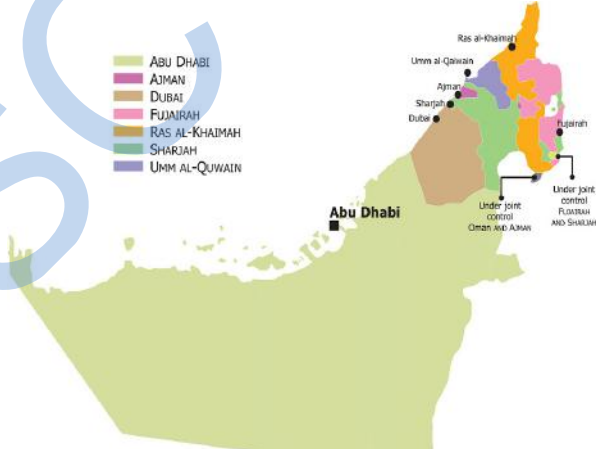 Ras al-Khaimah
Umm al-Qaiwain
Ajman
Sharjah
Dubai
Fujairah
ABU DHABI
AJMAN
DUBAI
FUJAIRAH
RAS AL-KHAIMAH
SHARJAH
UMM AL-QUWAIN
Abu Dhabi
Under joint
control
OMAN AND AJMAN
Under joint
control
FUJAIRAH
AND SHARJAH